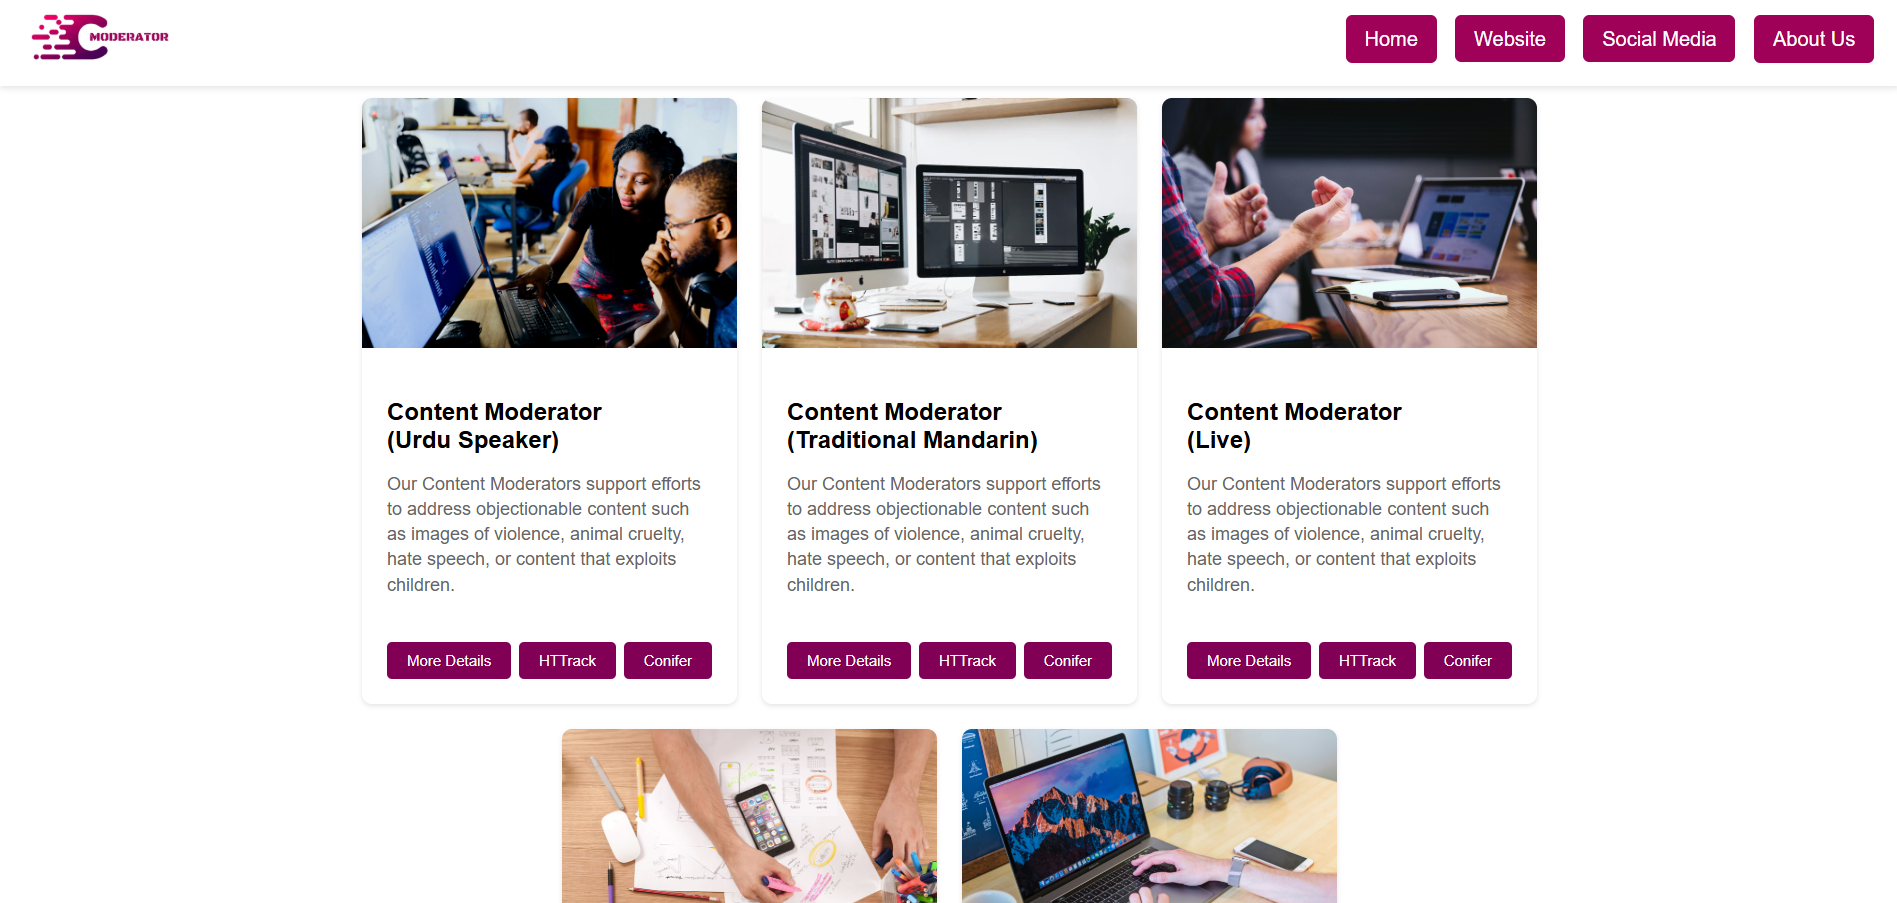 MODERATOR
Home Website Social Media About Us
Content Moderator
(Urdu Speaker)
Our Content Moderators support efforts
to address objectionable content such
as images of violence, animal cruelty,
hate speech, or content that exploits
children.
More Details HTTrack Conifer
Content Moderator
(Traditional Mandarin)
Our Content Moderators support efforts
to address objectionable content such
as images of violence, animal cruelty,
hate speech, or content that exploits
children.
More Details HTTrack Conifer
Content Moderator
(Live)
Our Content Moderators support efforts
to address objectionable content such
as images of violence, animal cruelty,
hate speech, or content that exploits
children.
More Details HTTrack Conifer